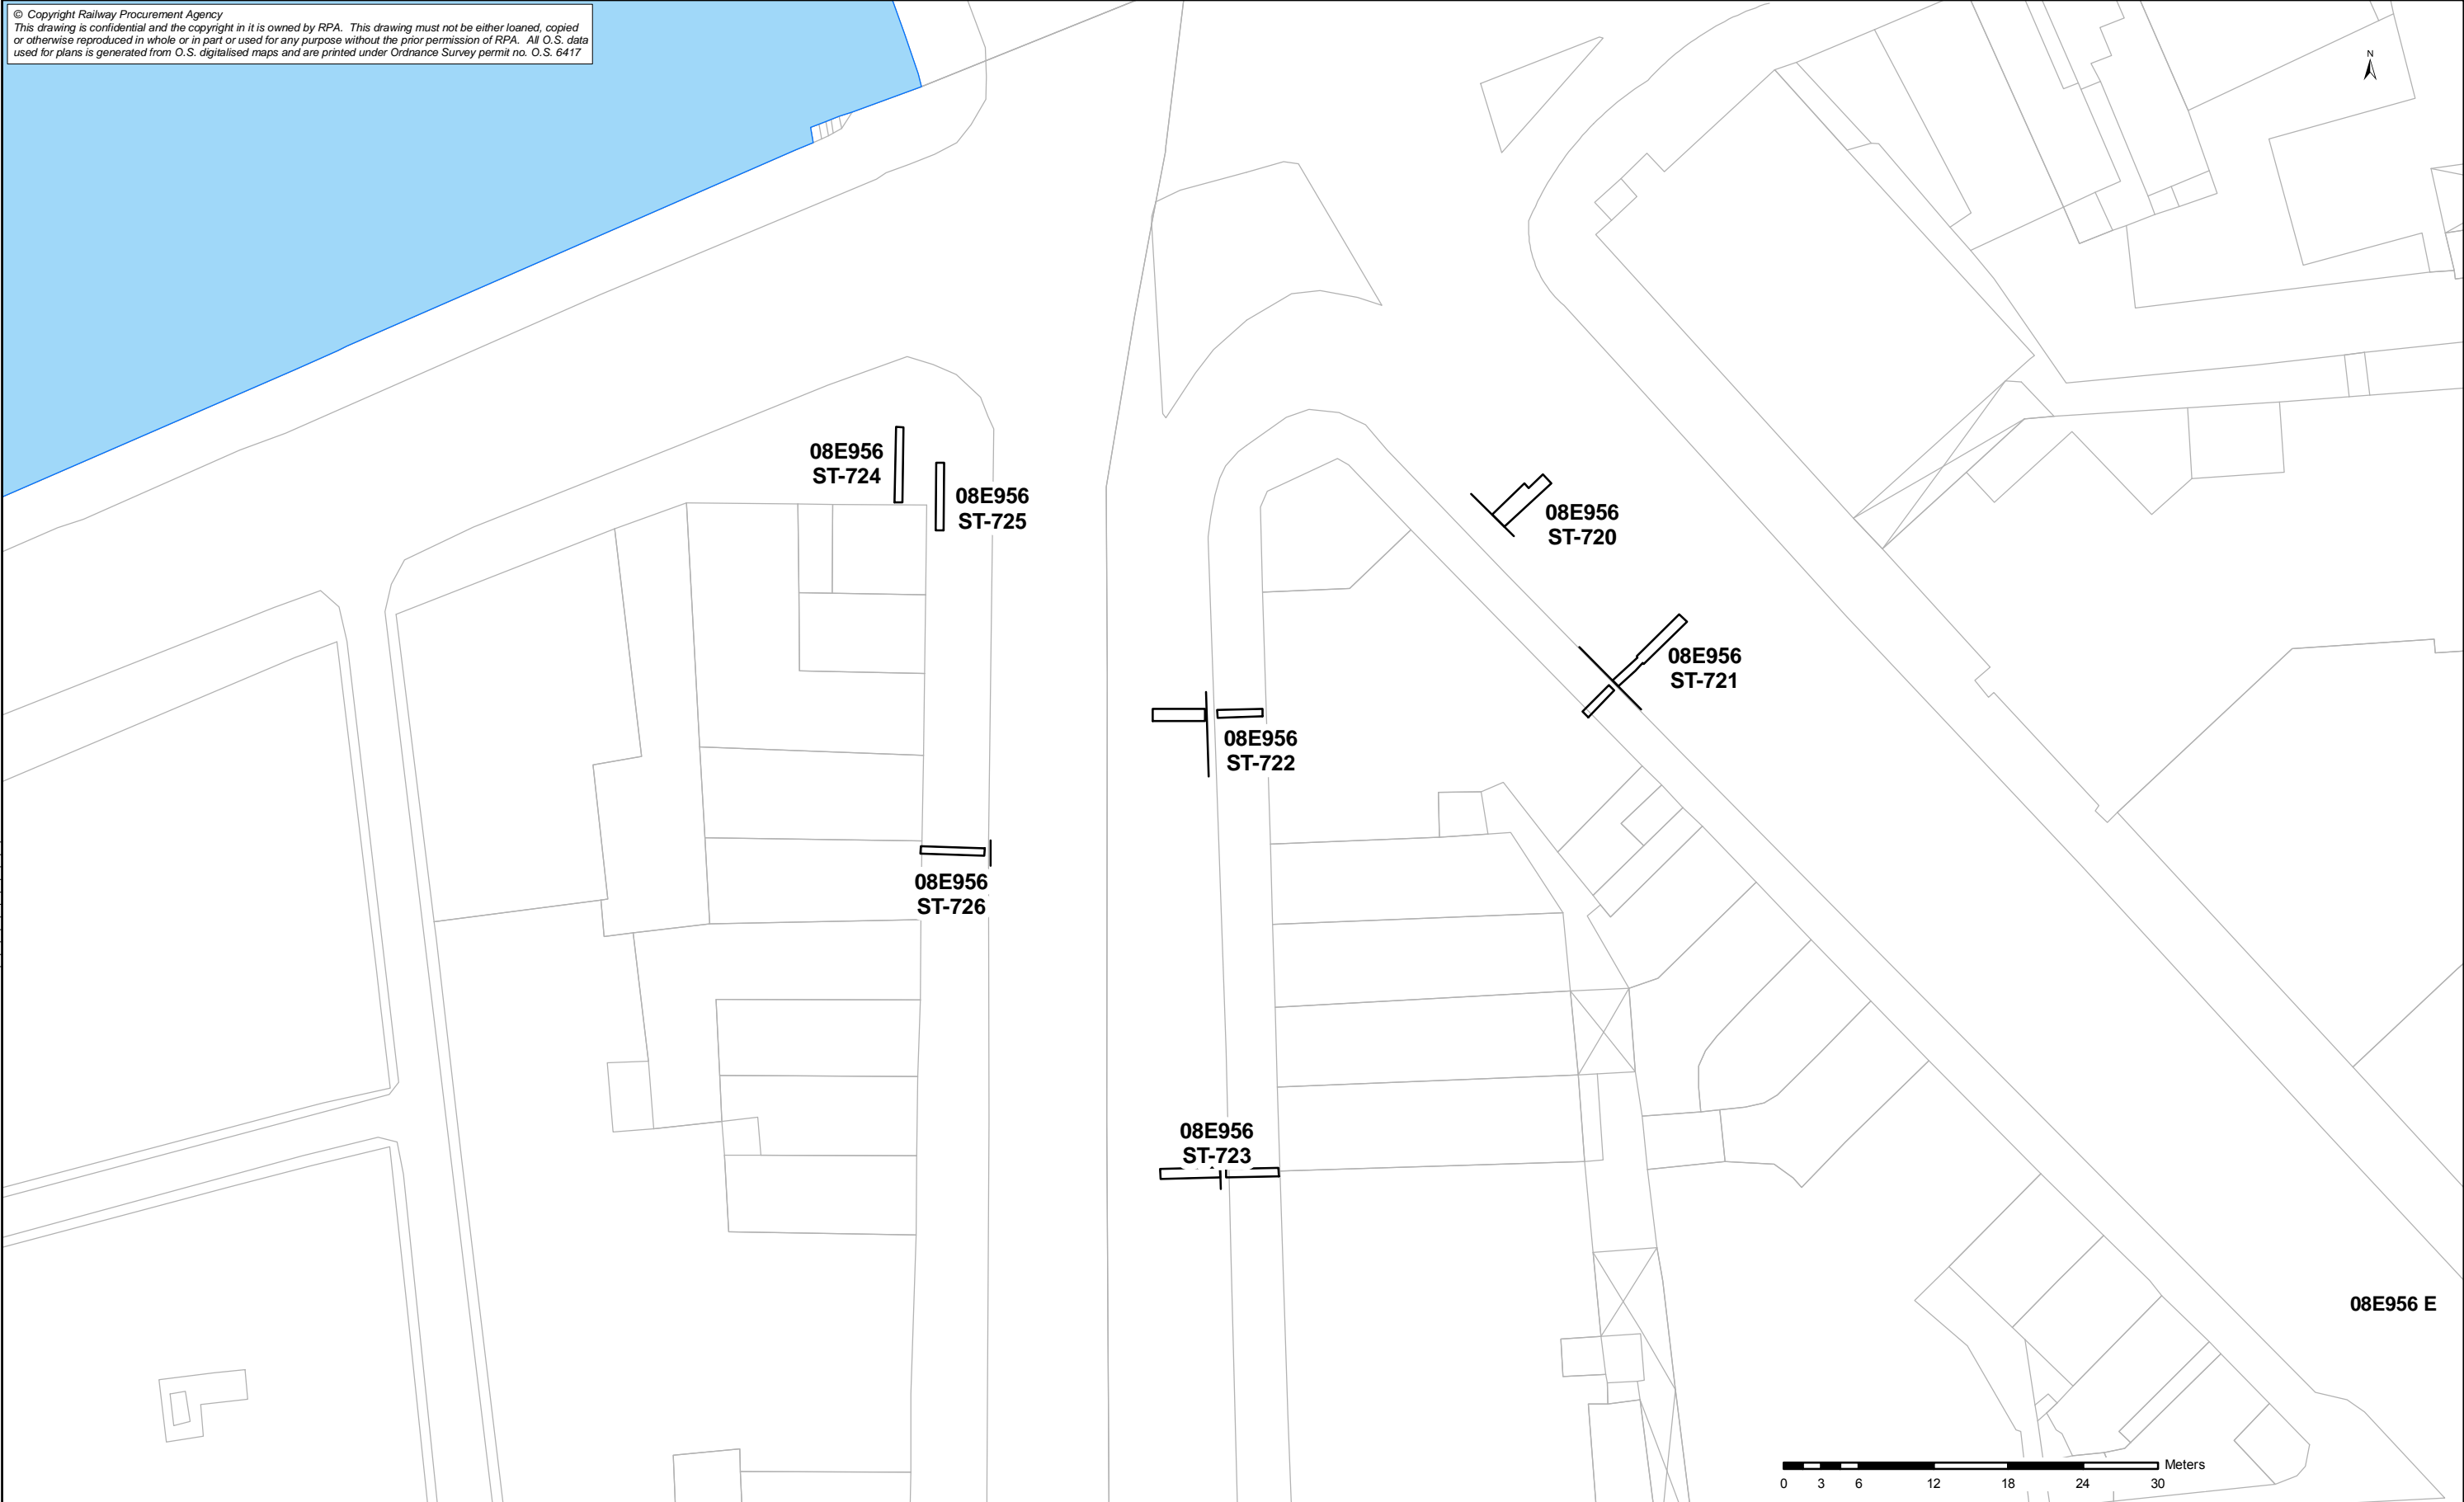 © Copyright Railway Procurement Agency
This drawing is confidential and the copyright in it is owned by RPA. This drawing must not be either loaned, copied
or otherwise reproduced in whole or in part or used for any purpose without the prior permission of RPA. All O.S. data
used for plans is generated from O.S. digitalised maps and are printed under Ordnance Survey permit no. O.S. 6417
N
08E956
ST-724
08E956
ST-725
08E956
ST-720
08E956
ST-721
08E956
ST-722
08E956
ST-726
08E956
ST-723
08E956 E
Meters
0 3 6 12 18 24 30